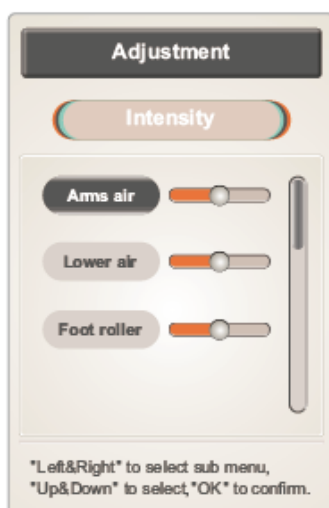 Adjustment
Intensity
Arms air
Lower air
Foot roller
"Left&Right" to select sub menu,
"Up&Down" to select,"OK" to confirm.